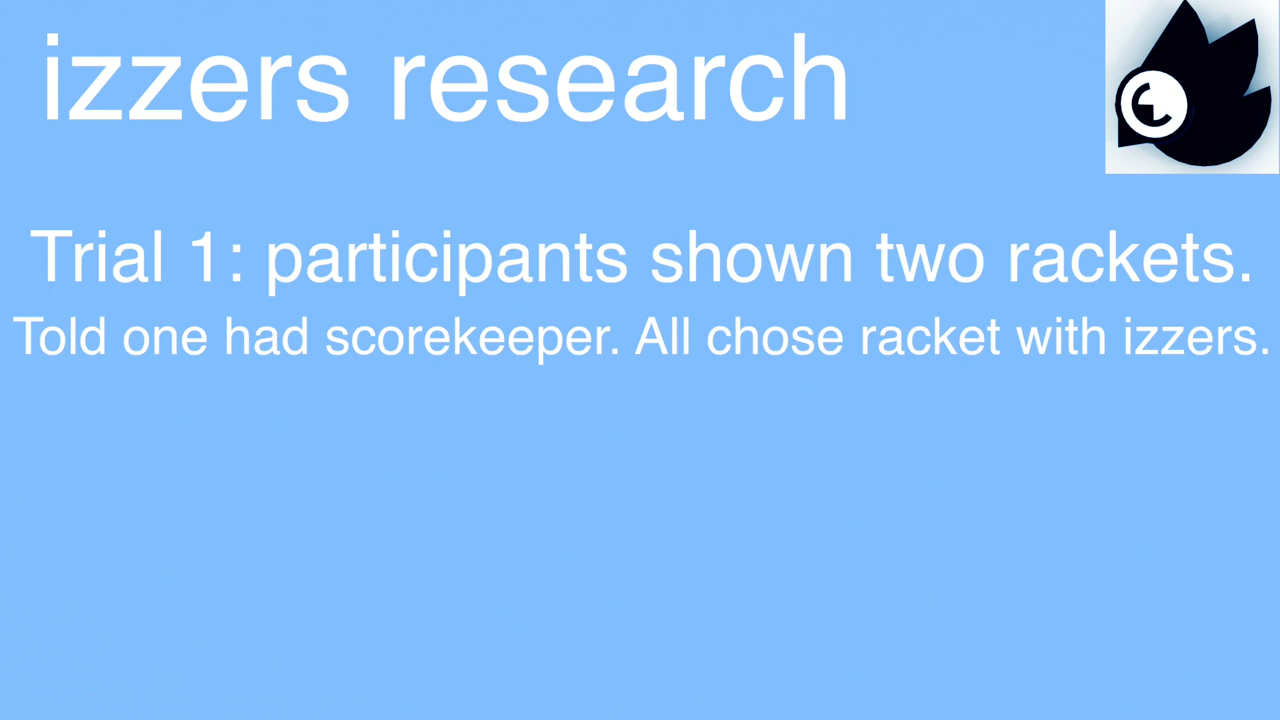 izzers research
Trial 1: participants shown two rackets.
Told one had scorekeeper. All chose racket with izzers.